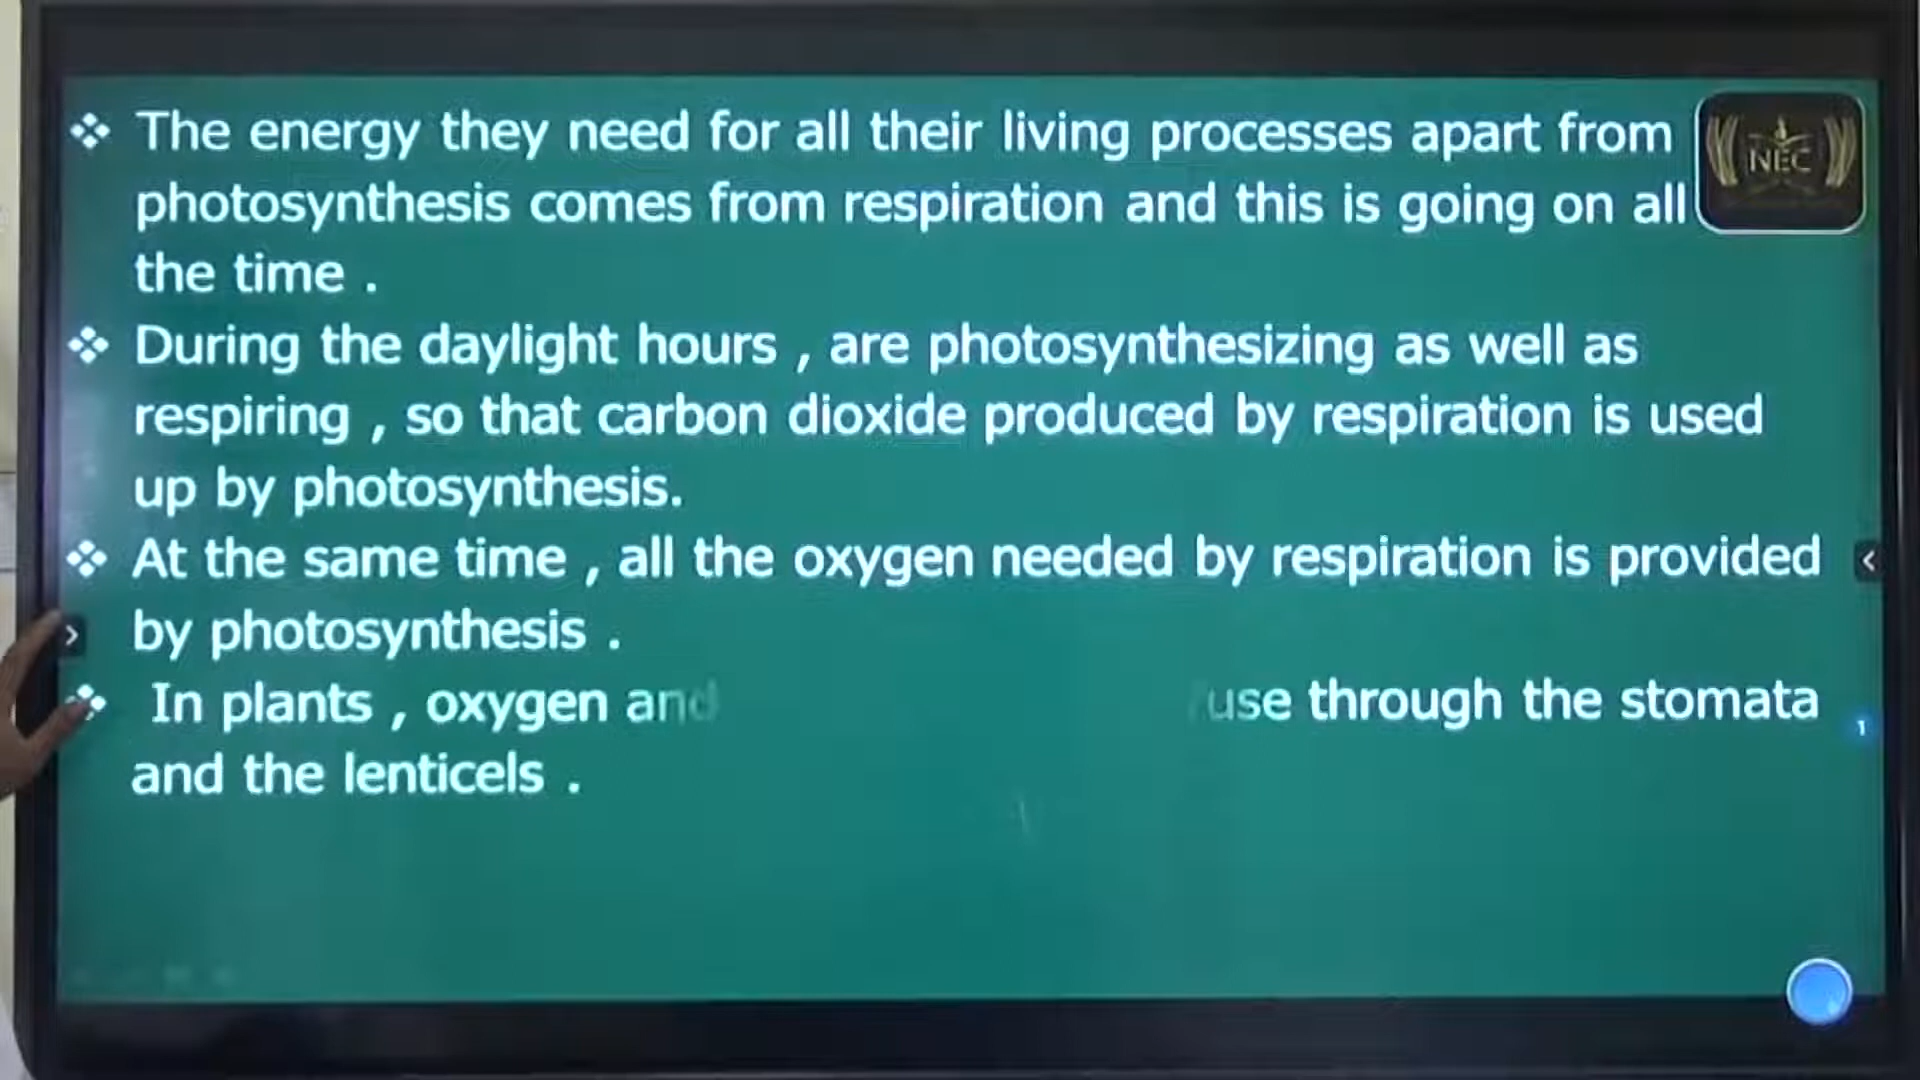 ❖ The energy they need for all their living processes apart from
photosynthesis comes from respiration and this is going on all
the time .
❖ During the daylight hours , are photosynthesizing as well as
respiring , so that carbon dioxide produced by respiration is used
up by photosynthesis.
❖ At the same time , all the oxygen needed by respiration is provided
by photosynthesis .
❖ In plants , oxygen and use through the stomata
and the lenticels .
NEC
1